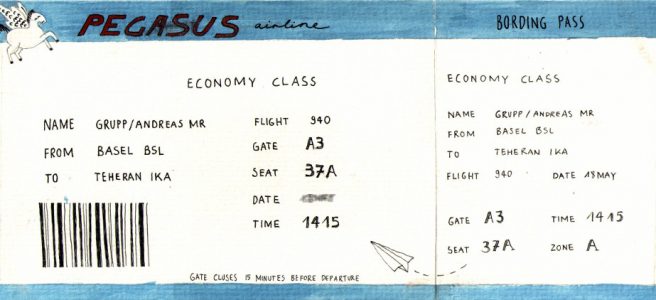 PEGASUS airline
ECONOMY CLASS
NAME GRUPP/ANDREAS MR
FROM BASEL BSL
TO TEHERAN IKA
FLIGHT 940
GATE A3
SEAT 37A
DATE
TIME 1415
GATE CLOSES 15 MINUTES BEFORE DEPARTURE
BORDING PASS
ECONOMY CLASS
NAME GRUPP/ANDREAS MR
FROM BASEL BSL
TO TEHERAN IKA
FLIGHT 940 DATE 18MAY
GATE A3 TIME 1415
SEAT 37A ZONE A